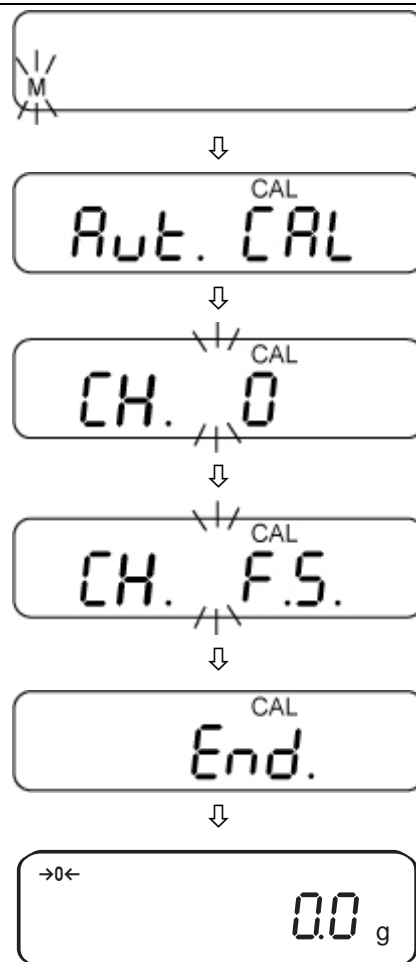 M
⇩
CAL
Aut. CAL
⇩
CAL
CH. 0
⇩
CAL
CH. F.S.
⇩
CAL
End.
⇩
→0←
0.0 g